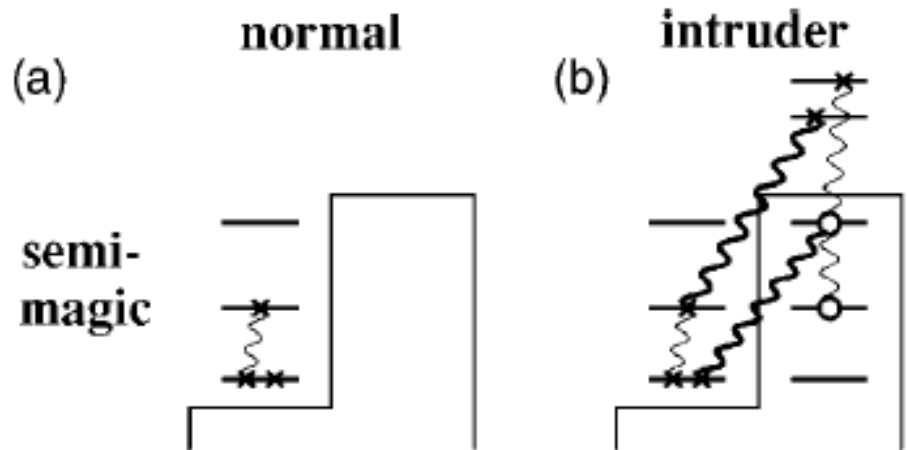 normal
intruder
(a)
(b)
semi-
magic